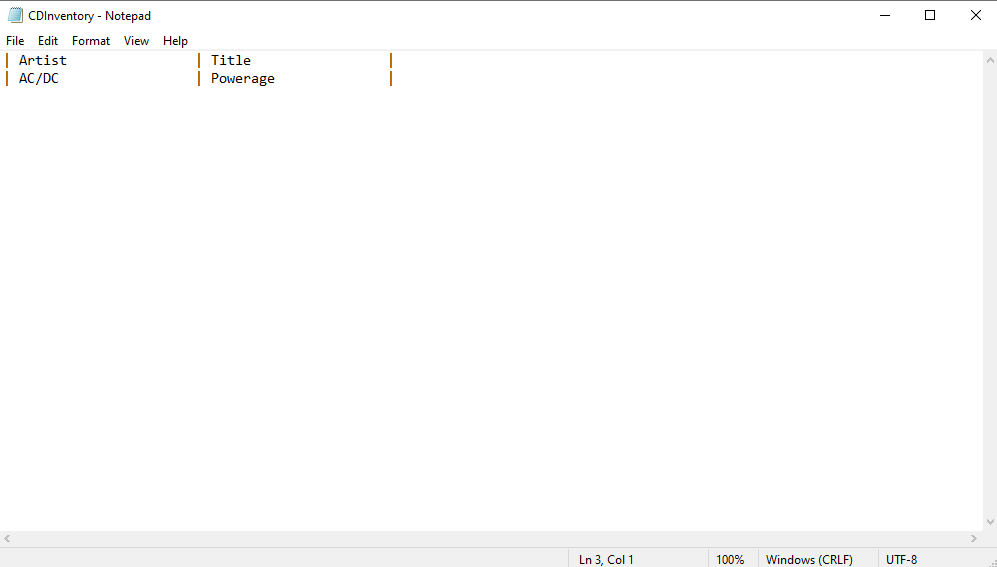 CDInventory - Notepad
File Edit Format View Help
| Artist | Title |
| AC/DC | Powerage |
Ln 3, Col 1 100% Windows (CRLF) UTF-8